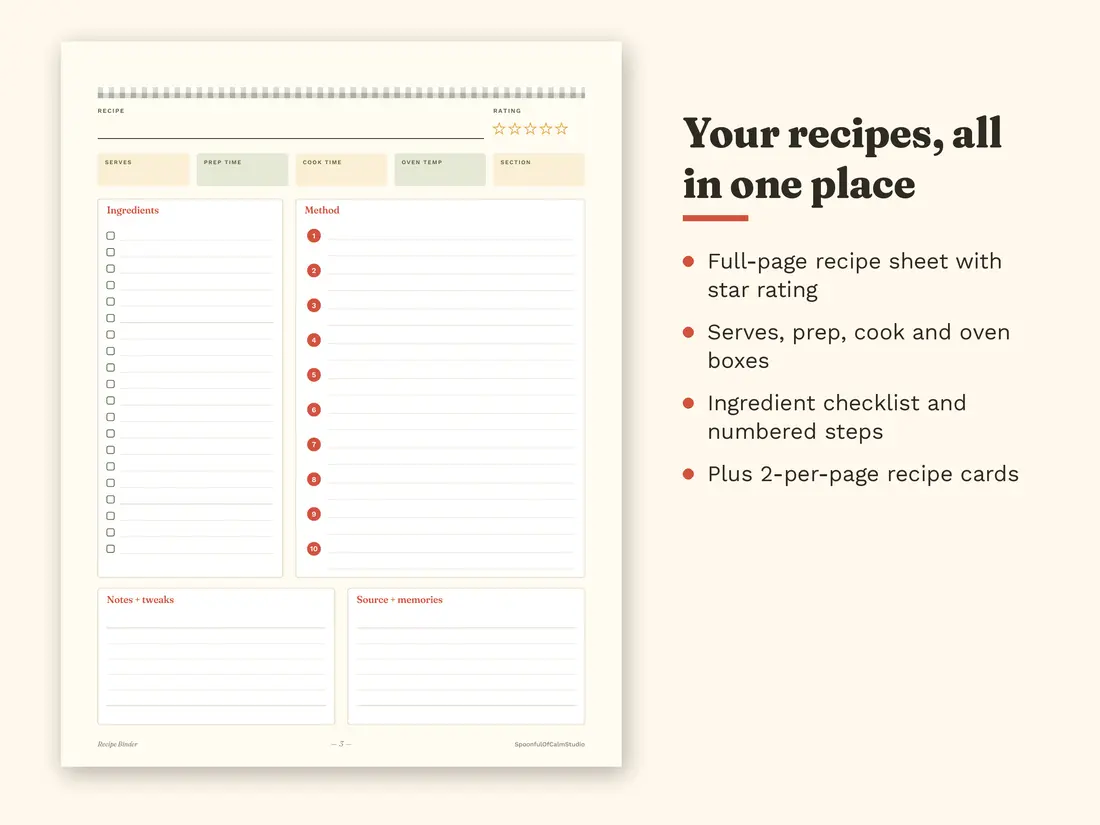 RECIPE
RATING
SERVES
PREP TIME
COOK TIME
OVEN TEMP
SECTION
Ingredients
Method
1
2
3
4
5
6
7
8
9
10
Notes + tweaks
Source + memories
Recipe Binder
— 3 —
SpoonfulOfCalmStudio
Your recipes, all
in one place
Full-page recipe sheet with
star rating
Serves, prep, cook and oven
boxes
Ingredient checklist and
numbered steps
Plus 2-per-page recipe cards